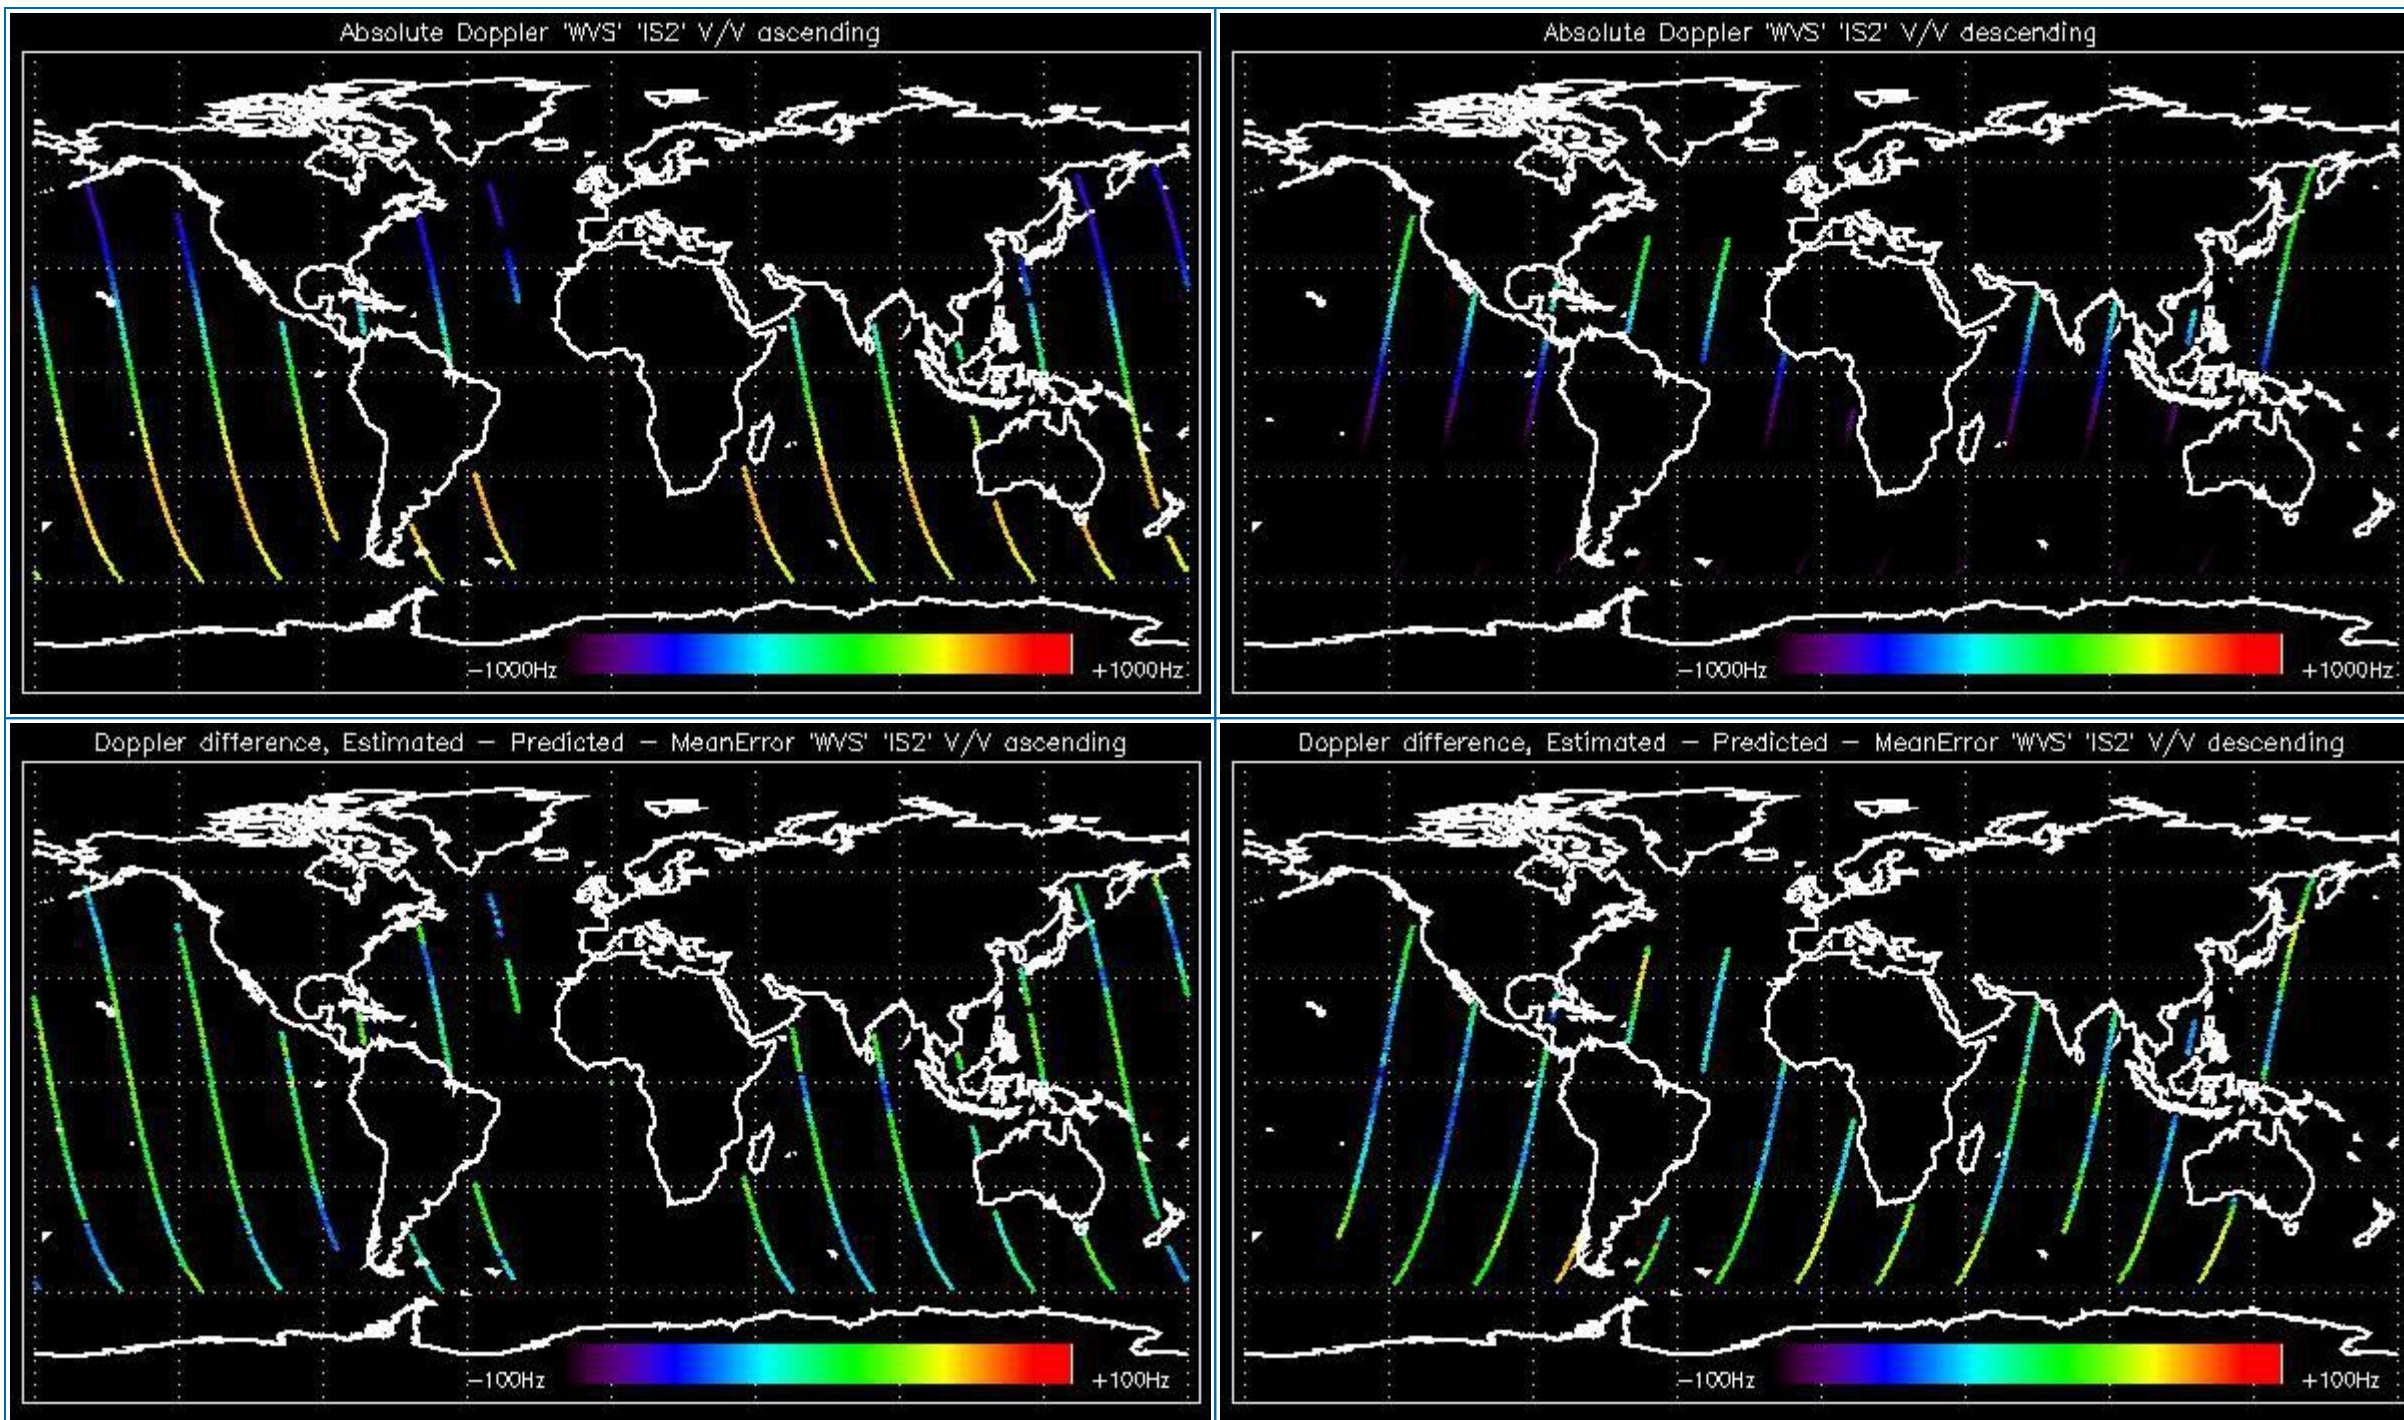 Absolute Doppler 'WVS' 'IS2' V/V ascending
-1000Hz
+1000Hz
Absolute Doppler 'WVS' 'IS2' V/V descending
-1000Hz
+1000Hz
Doppler difference, Estimated - Predicted - MeanError 'WVS' 'IS2' V/V ascending
-100Hz
+100Hz
Doppler difference, Estimated - Predicted - MeanError 'WVS' 'IS2' V/V descending
-100Hz
+100Hz